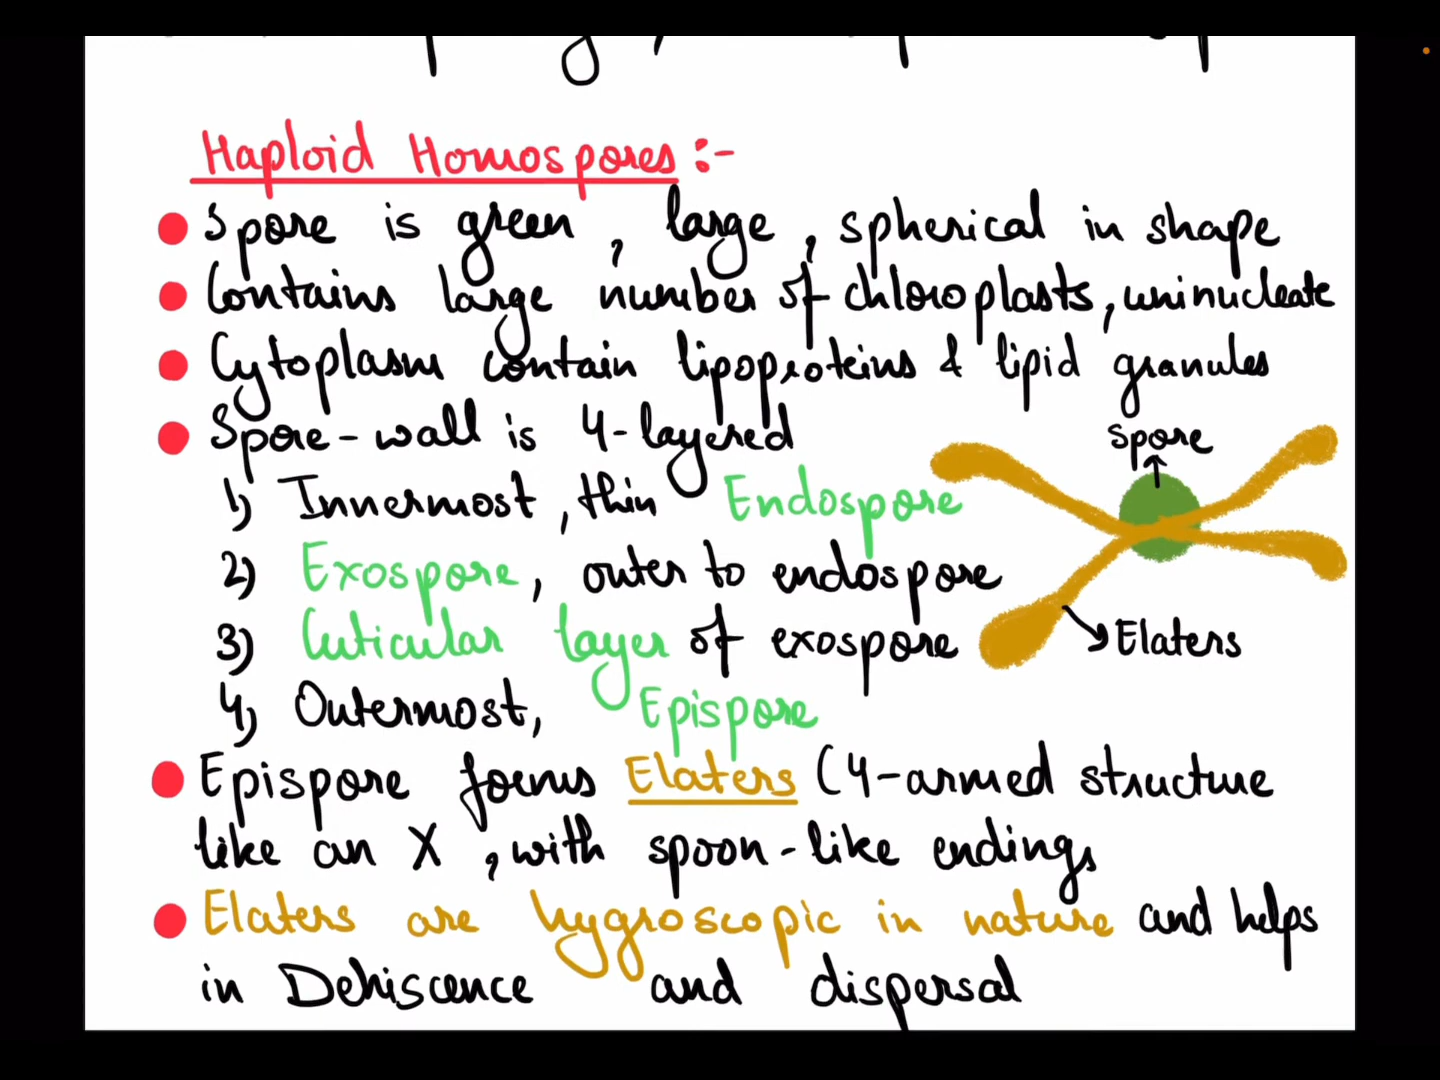 Haploid Homospores :-
Spore is green, large, spherical in shape
Contains large number of chloroplasts, uninucleate
Cytoplasm contain lipoproteins & lipid granules
Spore-wall is 4-layered
Spore
1) Innermost, thin Endospore
2) Exospore, outer to endospore
3) Cuticular layer of exospore
Elaters
4) Outermost, Epispore
Epispore forms Elaters (4-armed structure
like an X, with spoon-like endings
Elaters are hygroscopic in nature and helps
in Dehiscence and dispersal